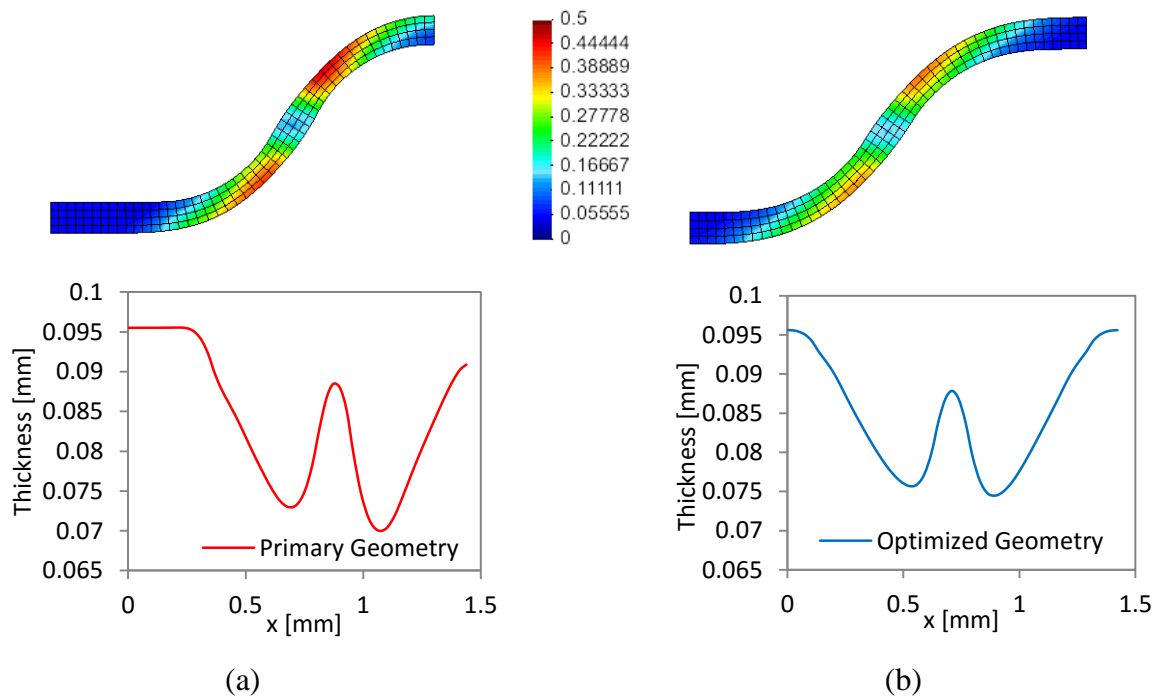 0.5
0.44444
0.38889
0.33333
0.27778
0.22222
0.16667
0.11111
0.05555
0
0.1
0.095
0.09
0.085
0.08
0.075
0.07
0.065
Thickness [mm]
Primary Geometry
0 0.5 1 1.5
x [mm]
0.1
0.095
0.09
0.085
0.08
0.075
0.07
0.065
Thickness [mm]
Optimized Geometry
0 0.5 1 1.5
x [mm]
(a)
(b)